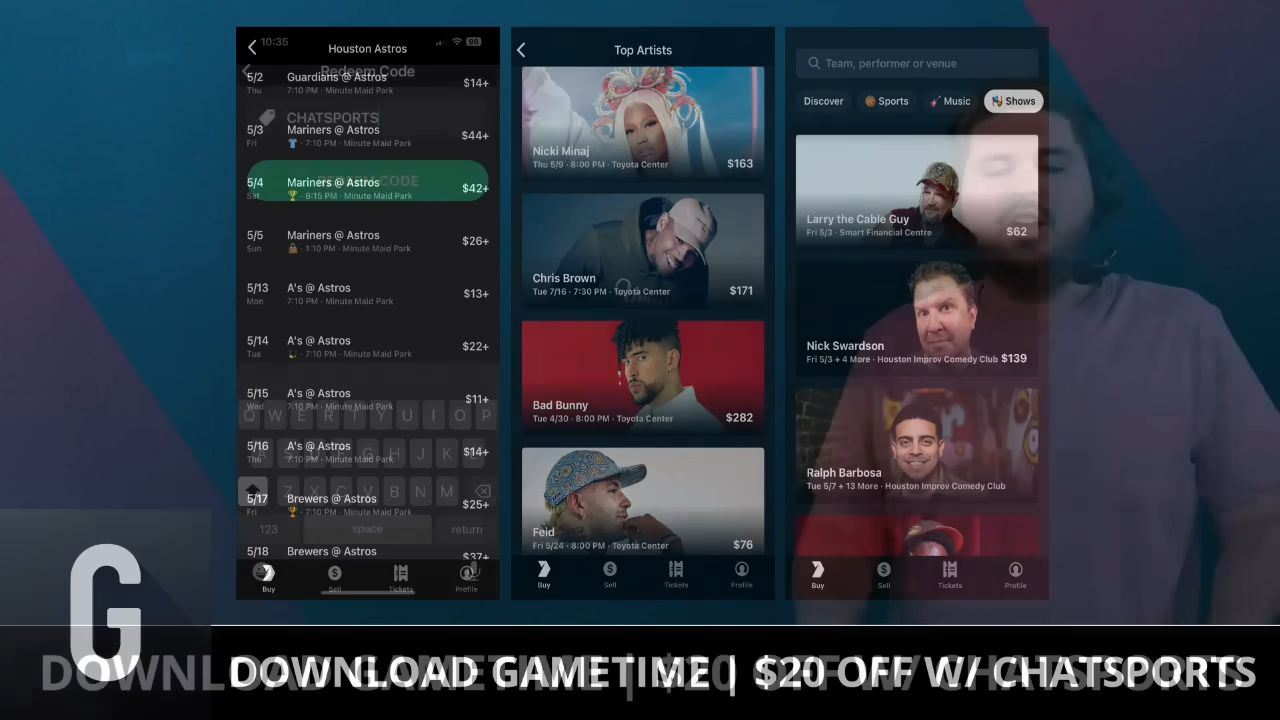 10:35
Houston Astros
Redeem Code
5/2 Guardians @ Astros $14+
Thu 7:10 PM · Minute Maid Park
CHATSPORTS
5/3 Mariners @ Astros $44+
Fri 7:10 PM · Minute Maid Park
CODE
5/4 Mariners @ Astros $42+
Sat 6:15 PM · Minute Maid Park
5/5 Mariners @ Astros $26+
Sun 1:10 PM · Minute Maid Park
5/13 A's @ Astros $13+
Mon 7:10 PM · Minute Maid Park
5/14 A's @ Astros $22+
Tue 7:10 PM · Minute Maid Park
5/15 A's @ Astros $11+
Wed 7:10 PM · Minute Maid Park
Q W E R T Y U I O P
5/16 A's @ Astros $14+
Thu 7:10 PM · Minute Maid Park
G H J K
5/17 Brewers @ Astros $25+
Fri 7:10 PM · Minute Maid Park
Z X C V B N M
123 space return
5/18 Brewers @ Astros $37+
Buy Sell Tickets Profile
Top Artists
Nicki Minaj
Thu 5/9 · 8:00 PM · Toyota Center $163
Chris Brown
Tue 7/16 · 7:30 PM · Toyota Center $171
Bad Bunny
Tue 4/30 · 8:00 PM · Toyota Center $282
Feid
Fri 5/24 · 8:00 PM · Toyota Center $76
Buy Sell Tickets Profile
Team, performer or venue
Discover Sports Music Shows
Larry the Cable Guy
Fri 5/3 · Smart Financial Centre $62
Nick Swardson
Fri 5/3 + 4 More · Houston Improv Comedy Club $139
Ralph Barbosa
Tue 5/7 + 13 More · Houston Improv Comedy Club
Buy Sell Tickets Profile
G
DOWNLOAD GAMETIME | $20 OFF W/ CHATSPORTS